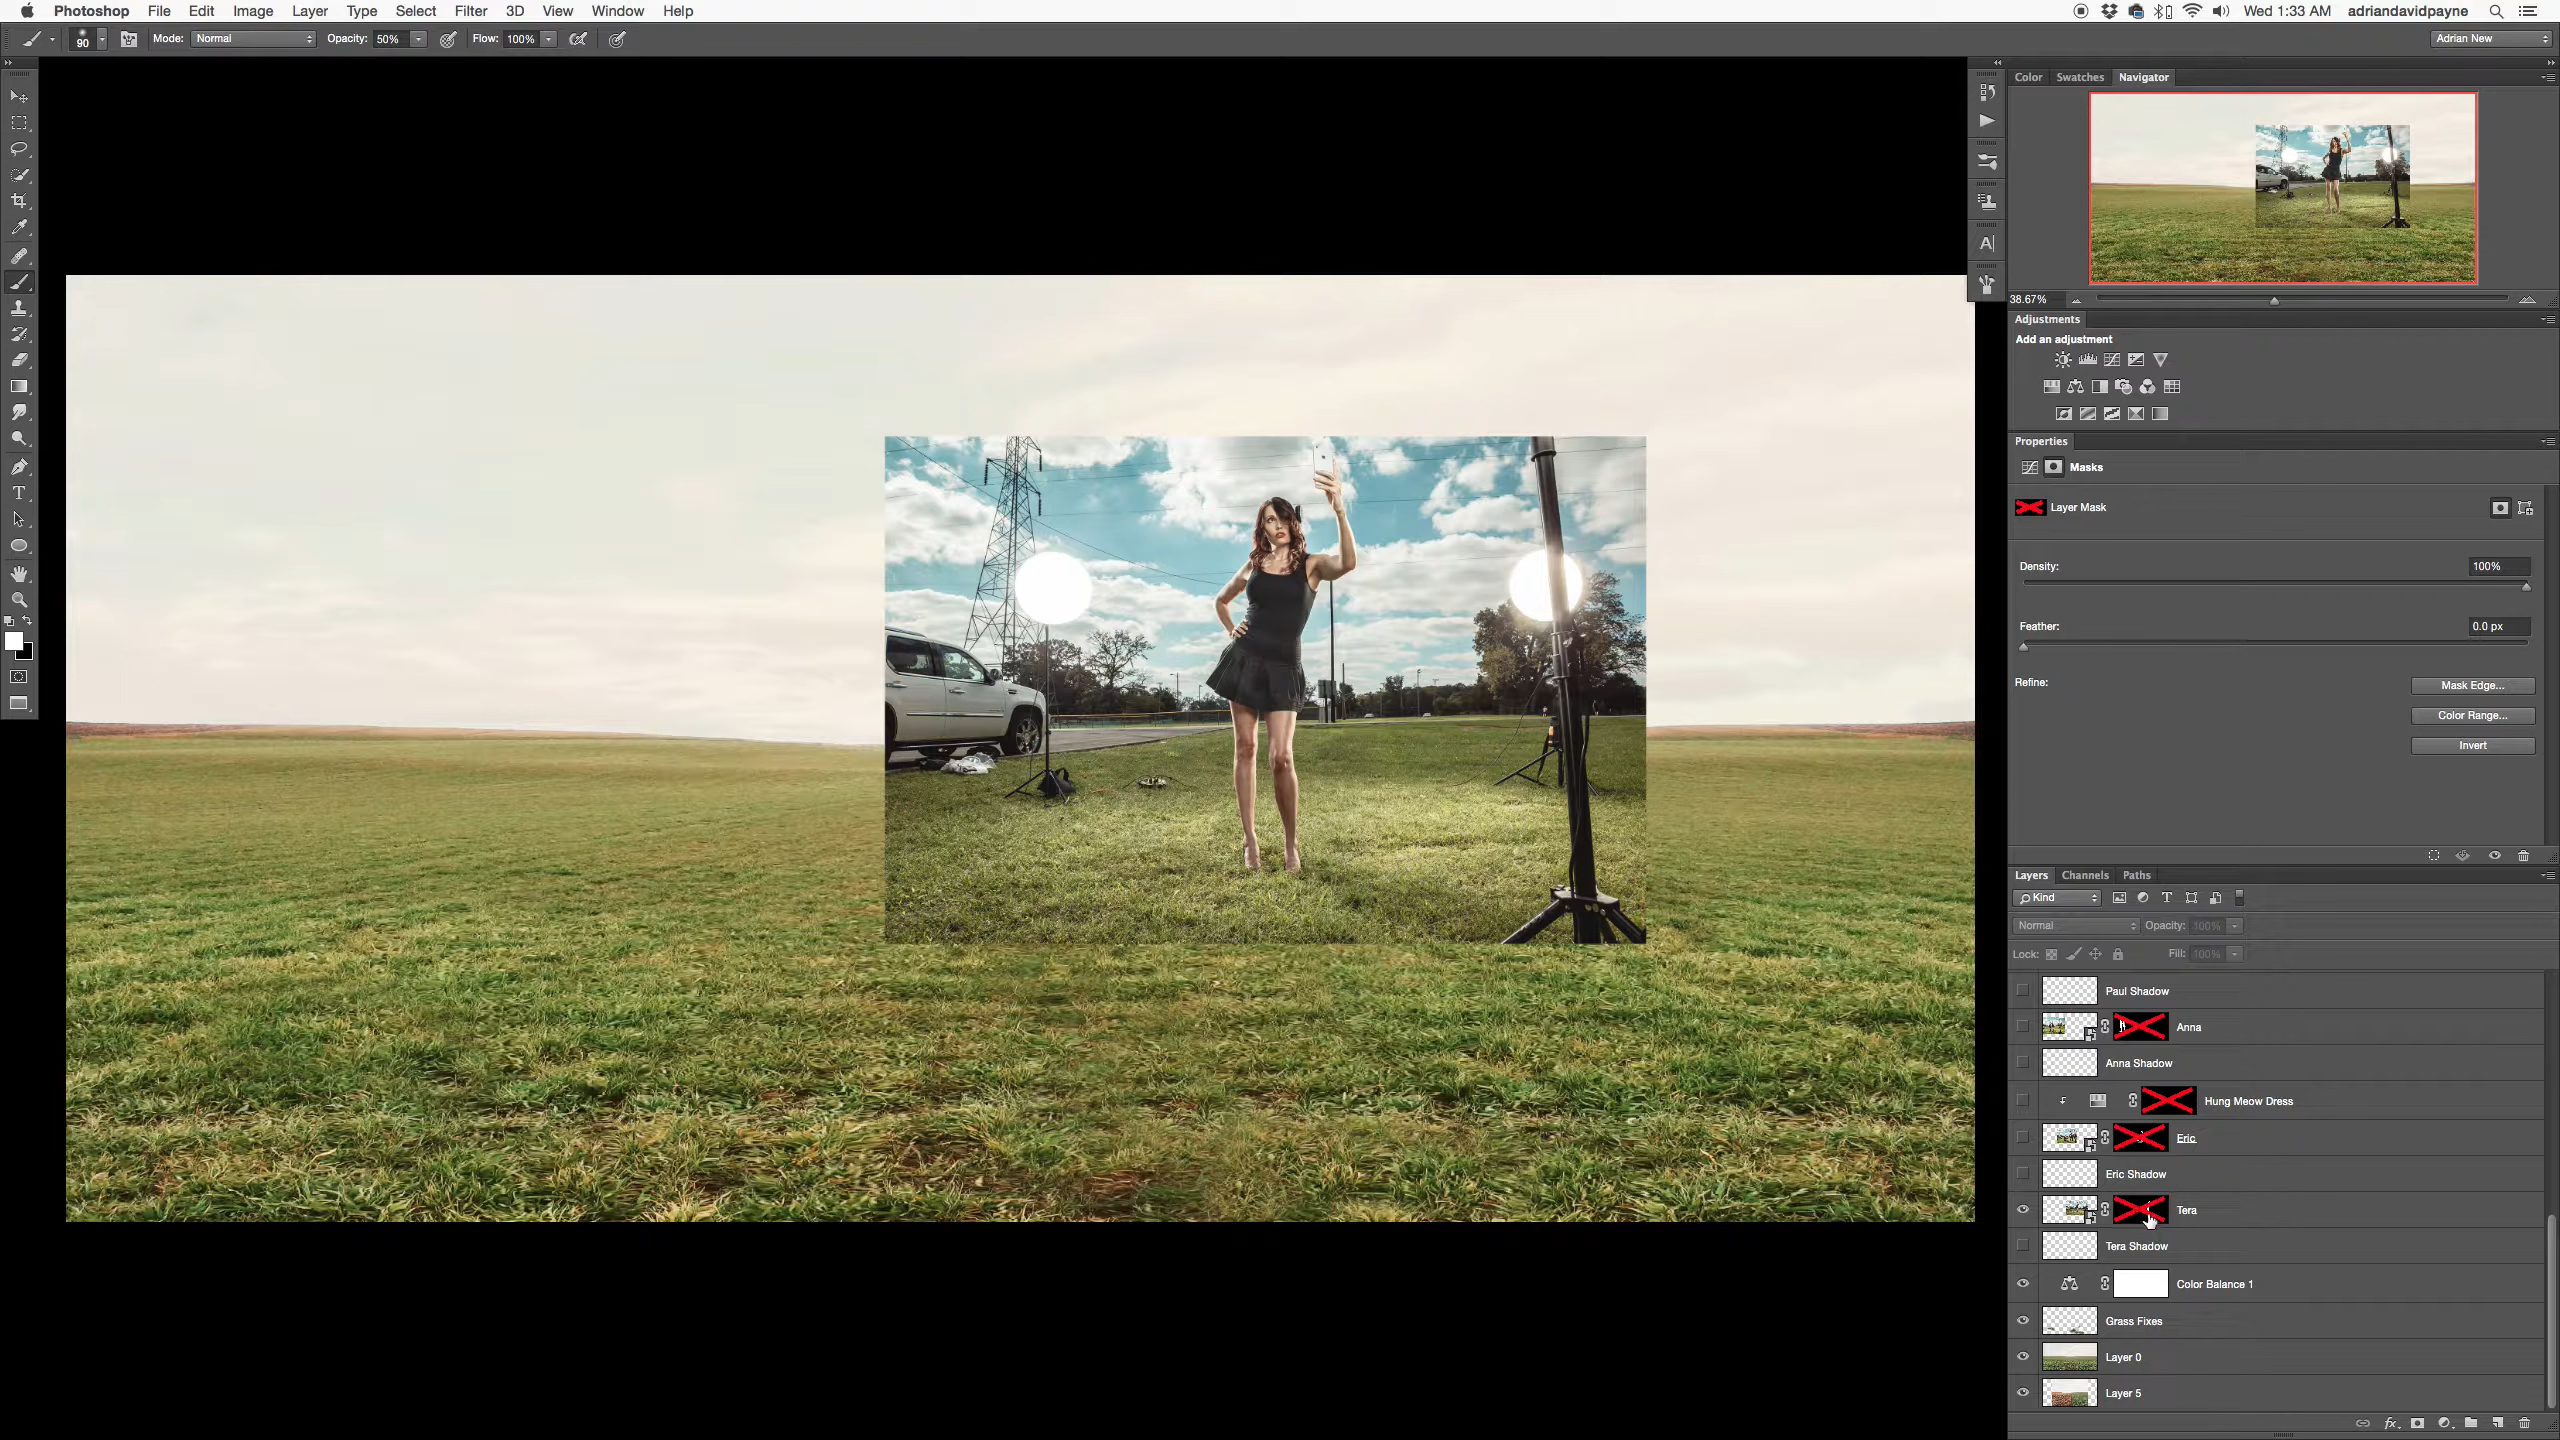 Photoshop File Edit Image Layer Type Select Filter 3D View Window Help Wed 1:33 AM adriandavidpayne
90 Mode: Normal Opacity: 50% Flow: 100% Adrian New
Color Swatches Navigator
38.67%
Adjustments
Add an adjustment
Properties
Masks
Layer Mask
Density: 100%
Feather: 0.0 px
Refine: Mask Edge...
Color Range...
Invert
Layers Channels Paths
Kind
Normal Opacity: 100%
Lock: Fill: 100%
Paul Shadow
Anna
Anna Shadow
Hung Meow Dress
Eric
Eric Shadow
Tera
Tera Shadow
Color Balance 1
Grass Fixes
Layer 0
Layer 5
fx